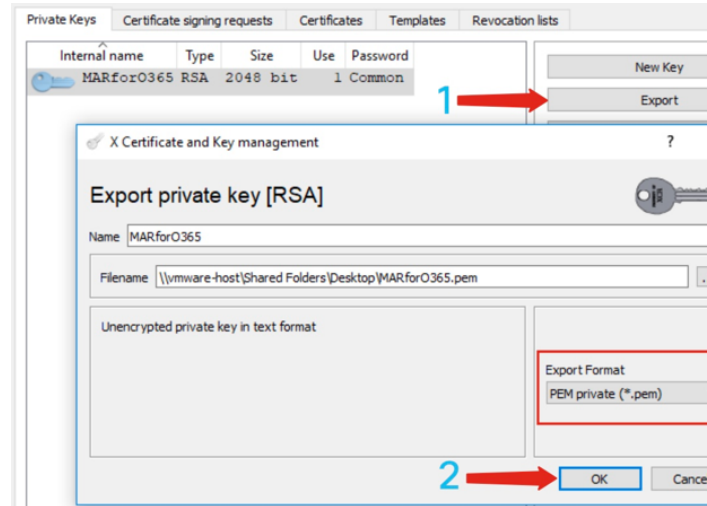 Private Keys Certificate signing requests Certificates Templates Revocation lists
Internal name Type Size Use Password
MARforO365 RSA 2048 bit 1 Common
New Key
1
Export
X Certificate and Key management ?
Export private key [RSA]
Name MARforO365
Filename \\vmware-host\Shared Folders\Desktop\MARforO365.pem .
Unencrypted private key in text format
Export Format
PEM private (*.pem)
2
OK Cance